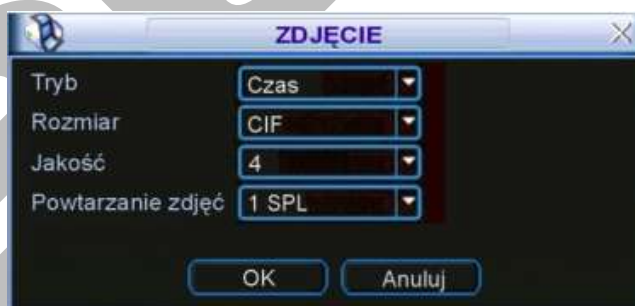 ZDJĘCIE
Tryb Czas
Rozmiar CIF
Jakość 4
Powtarzanie zdjęć 1 SPL
OK Anuluj